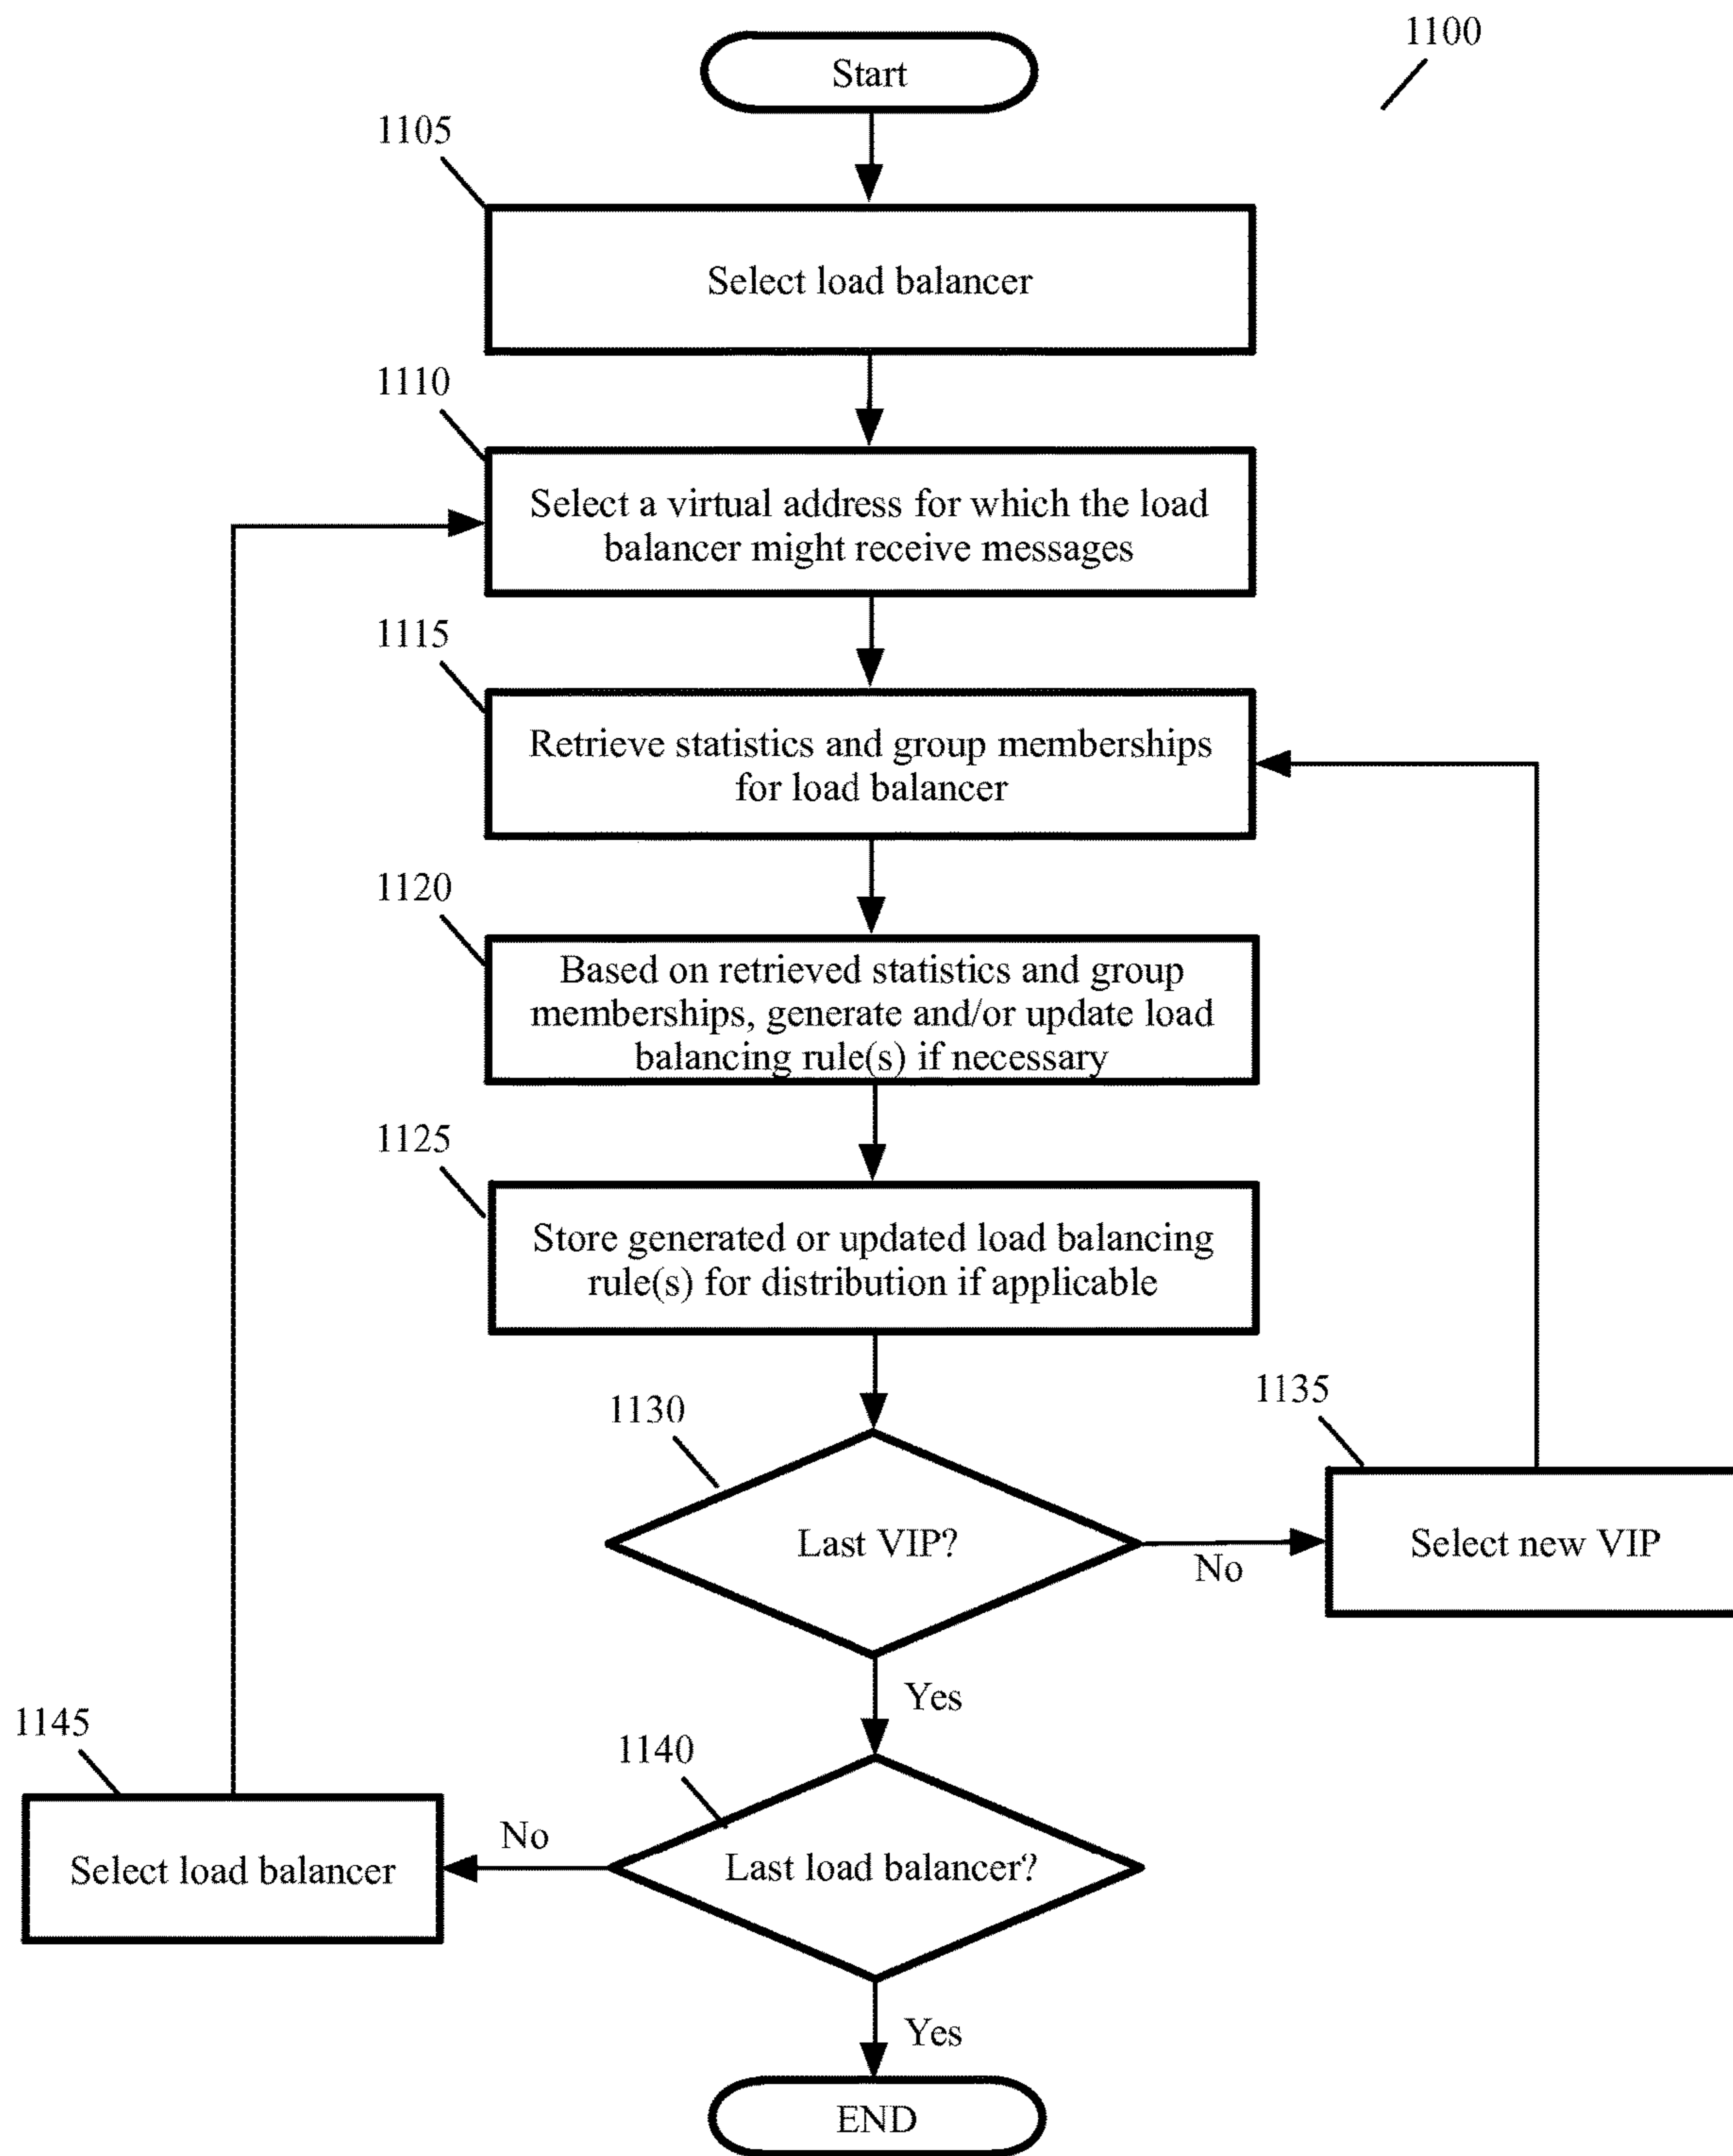 1100
Start
1105
Select load balancer
1110
Select a virtual address for which the load
balancer might receive messages
1115
Retrieve statistics and group memberships
for load balancer
1120
Based on retrieved statistics and group
memberships, generate and/or update load
balancing rule(s) if necessary
1125
Store generated or updated load balancing
rule(s) for distribution if applicable
1130
Last VIP?
No
1135
Select new VIP
Yes
1140
Last load balancer?
No
1145
Select load balancer
Yes
END